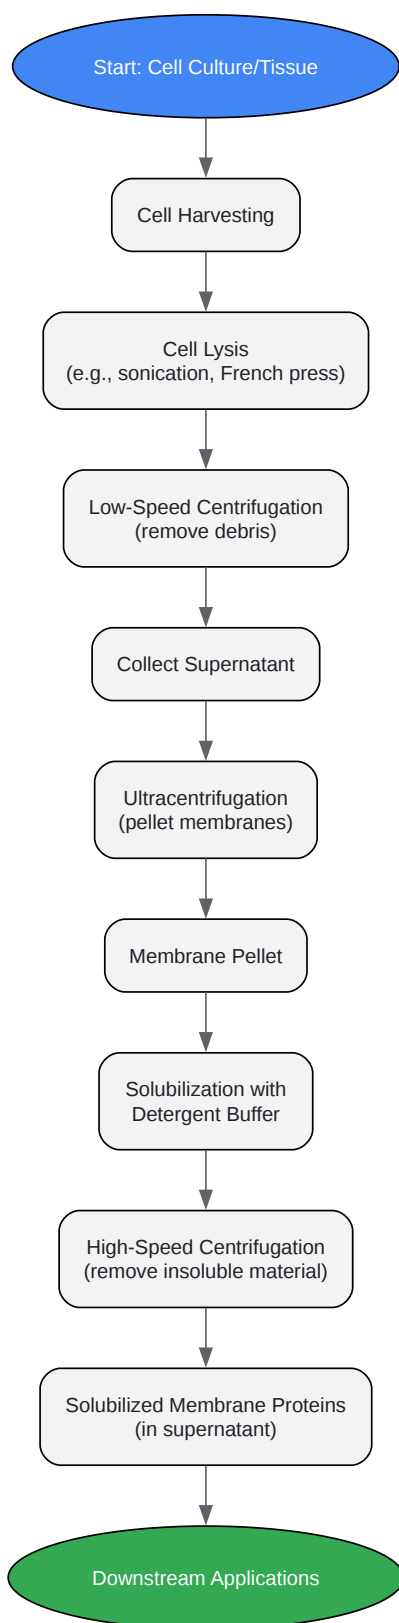 Start: Cell Culture/Tissue
Cell Harvesting
Cell Lysis
(e.g., sonication, French press)
Low-Speed Centrifugation
(remove debris)
Collect Supernatant
Ultracentrifugation
(pellet membranes)
Membrane Pellet
Solubilization with
Detergent Buffer
High-Speed Centrifugation
(remove insoluble material)
Solubilized Membrane Proteins
(in supernatant)
Downstream Applications